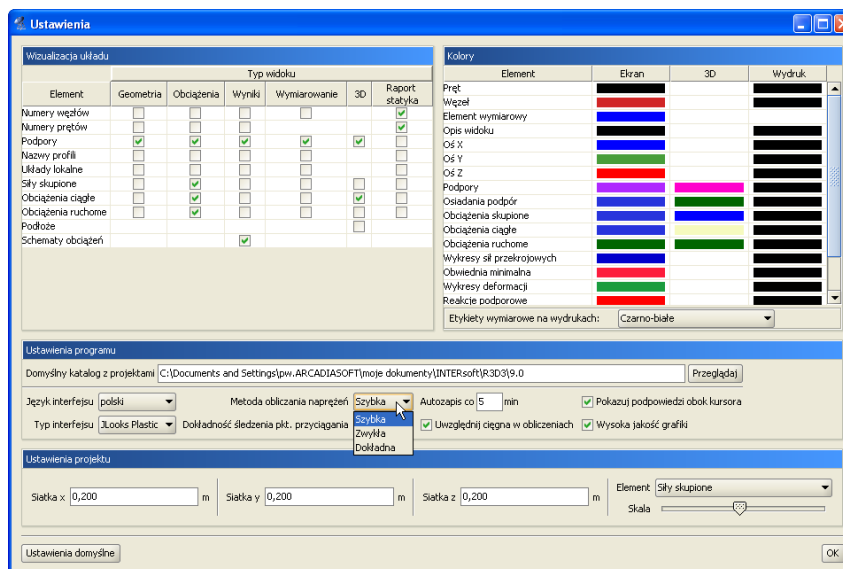 Ustawienia
Wizualizacja układu
Typ widoku
Element Geometria Obciążenia Wyniki Wymiarowanie 3D Raport statyka
Numery węzłów
Numery prętów
Podpory
Nazwy profili
Układy lokalne
Siły skupione
Obciążenia ciągłe
Obciążenia ruchome
Podłoże
Schematy obciążeń
Kolory
Element Ekran 3D Wydruk
Pręt
Węzeł
Element wymiarowy
Opis widoku
Oś X
Oś Y
Oś Z
Podpory
Osiadania podpór
Obciążenia skupione
Obciążenia ciągłe
Obciążenia ruchome
Wykresy sił przekrojowych
Obwiednia minimalna
Wykresy deformacji
Reakcje podporowe
Etykiety wymiarowe na wydrukach: Czarno-białe
Ustawienia programu
Domyślny katalog z projektami C:\Documents and Settings\pw.ARCADIASOFT\moje dokumenty\INTERsoft\R3D3\9.0 Przeglądaj
Język interfejsu polski Metoda obliczania naprężeń Szybka Autozapis co 5 min Pokazuj podpowiedzi obok kursora
Typ interfejsu JLooks Plastic Dokładność śledzenia pkt. przyciągania Uwzględnij cięgna w obliczeniach Wysoka jakość grafiki
Szybka
Zwykła
Dokładna
Ustawienia projektu
Siatka x 0,200 m Siatka y 0,200 m Siatka z 0,200 m Element Siły skupione
Skala
Ustawienia domyślne OK